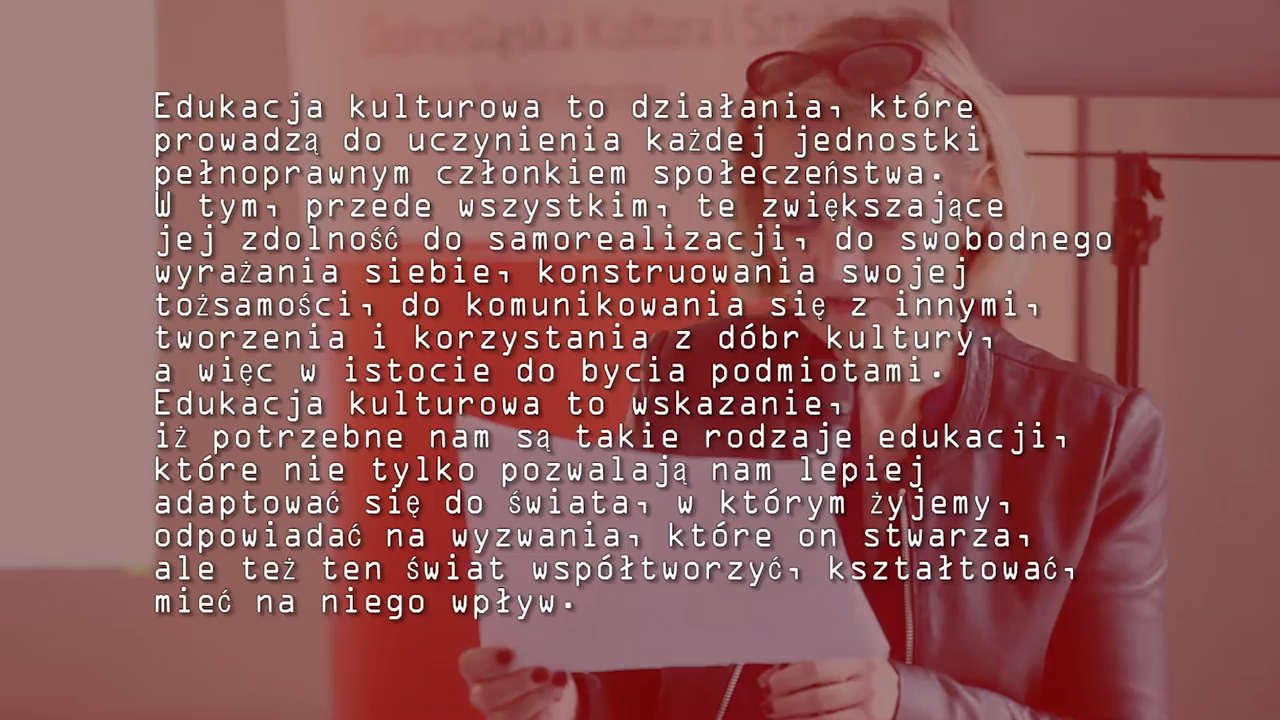 Dolnośląska Kultura i Sztuka
Edukacja kulturowa to działania, które
prowadzą do uczynienia każdej jednostki
pełnoprawnym członkiem społeczeństwa.
W tym, przede wszystkim, te zwiększające
jej zdolność do samorealizacji, do swobodnego
wyrażania siebie, konstruowania swojej
tożsamości, do komunikowania się z innymi,
tworzenia i korzystania z dóbr kultury,
a więc w istocie do bycia podmiotami.
Edukacja kulturowa to wskazanie,
iż potrzebne nam są takie rodzaje edukacji,
które nie tylko pozwalają nam lepiej
adaptować się do świata, w którym żyjemy,
odpowiadać na wyzwania, które on stwarza,
ale też ten świat współtworzyć, kształtować,
mieć na niego wpływ.